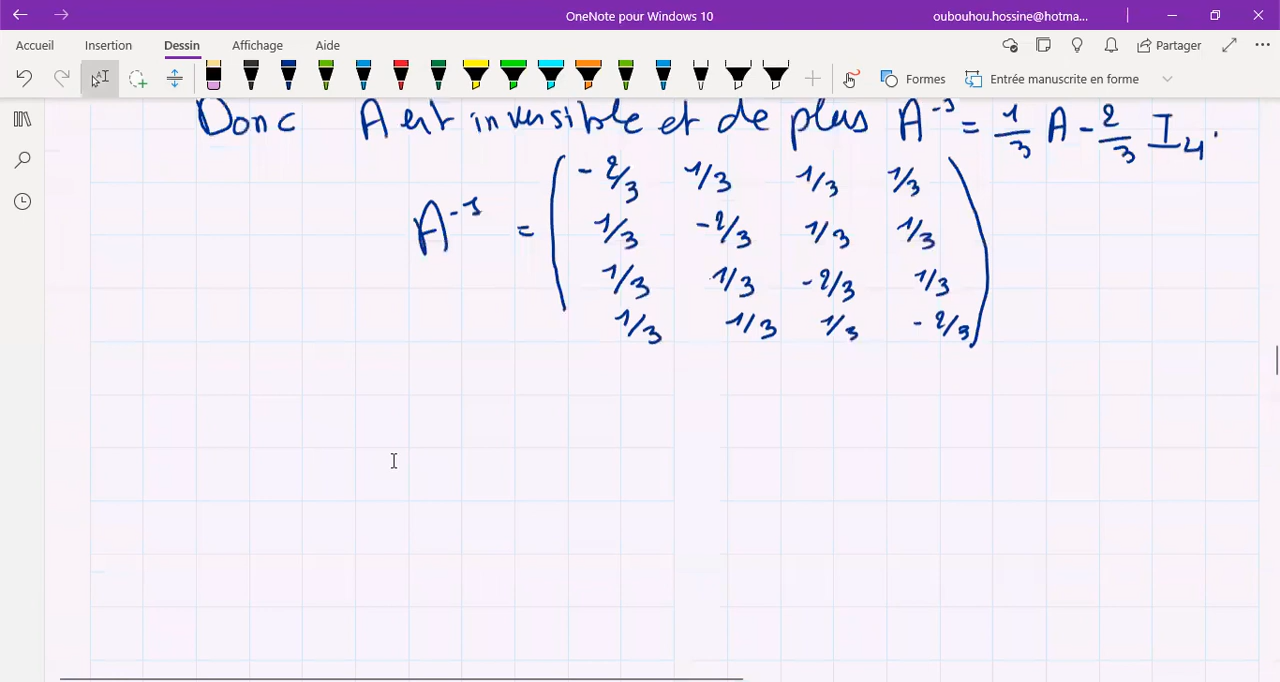 OneNote pour Windows 10
oubouhou.hossine@hotma...
Accueil Insertion Dessin Affichage Aide
Partager
Formes Entrée manuscrite en forme
Donc A est inversible et de plus A⁻¹ = 1/3 A - 2/3 I₄.
A⁻¹ = ( -2/3 1/3 1/3 1/3
1/3 -2/3 1/3 1/3
1/3 1/3 -2/3 1/3
1/3 1/3 1/3 -2/3 )